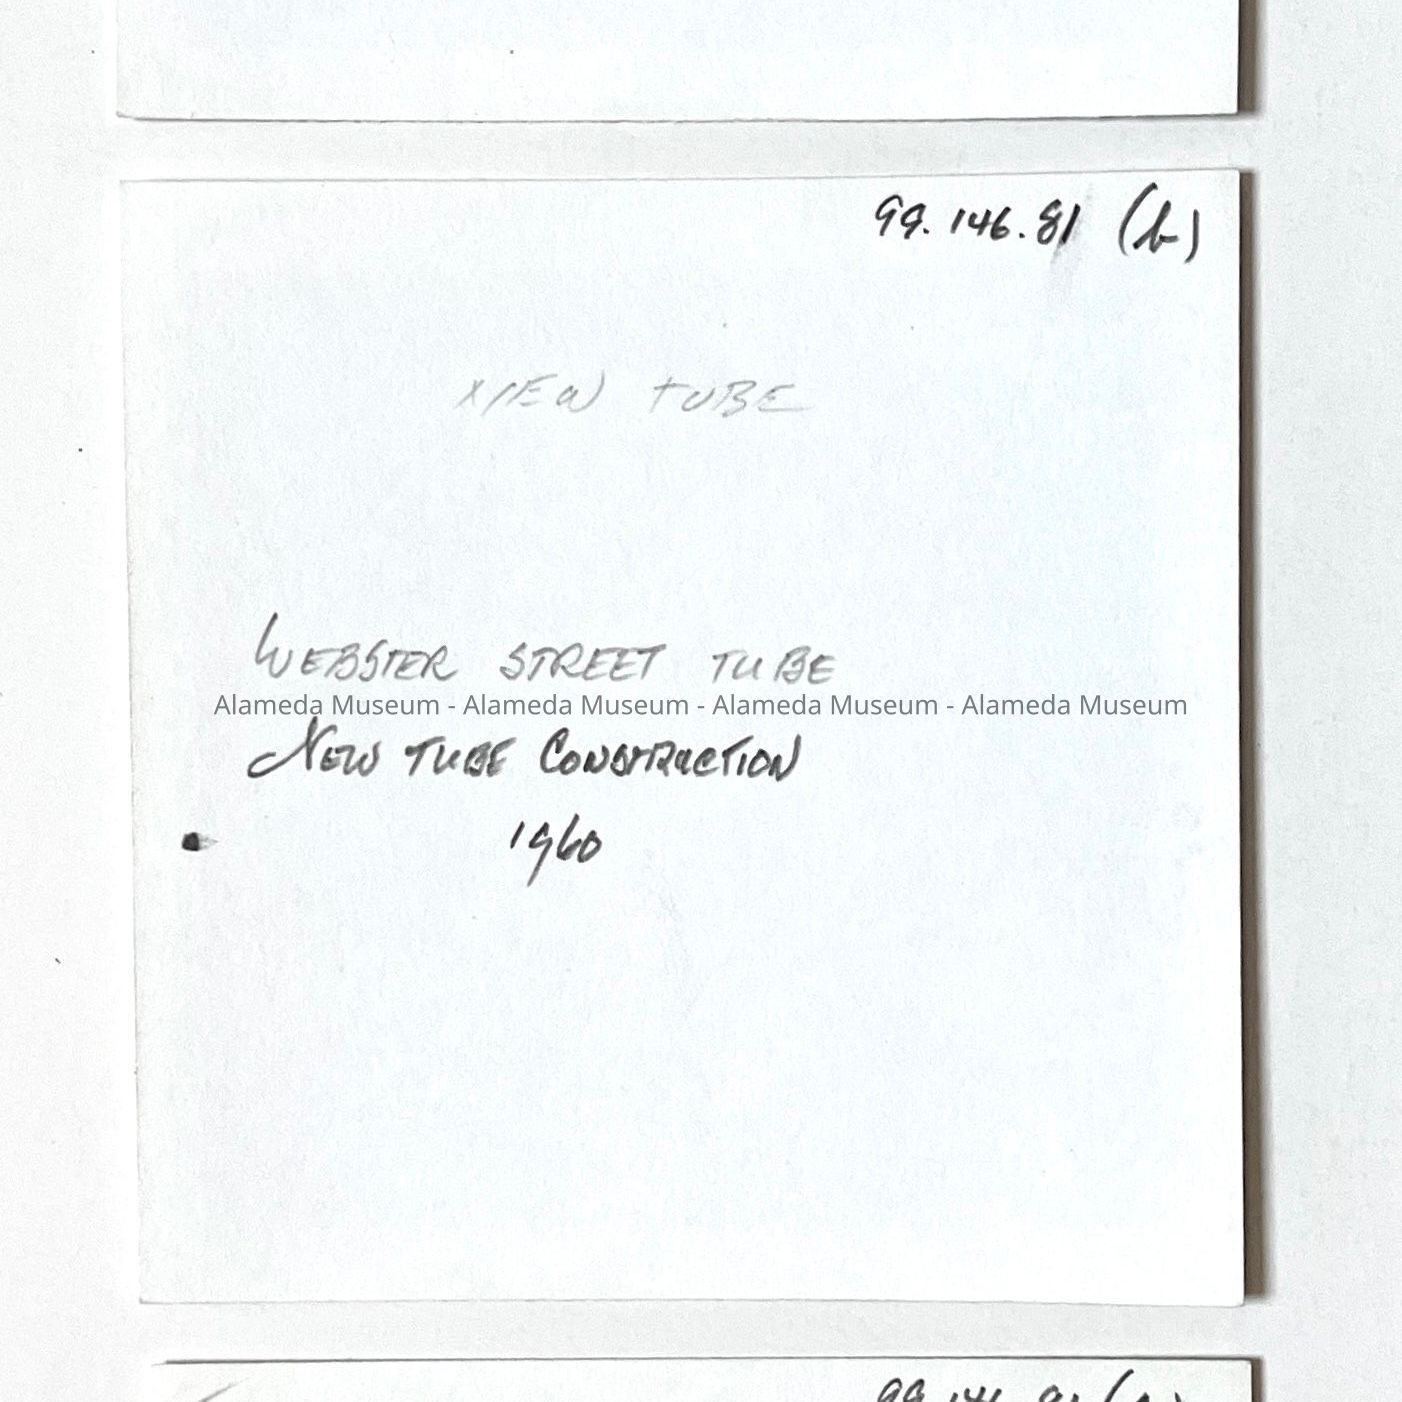 99.146.81 (b)
NEW TUBE
WEBSTER STREET TUBE
Alameda Museum - Alameda Museum - Alameda Museum - Alameda Museum
NEW TUBE CONSTRUCTION
1960